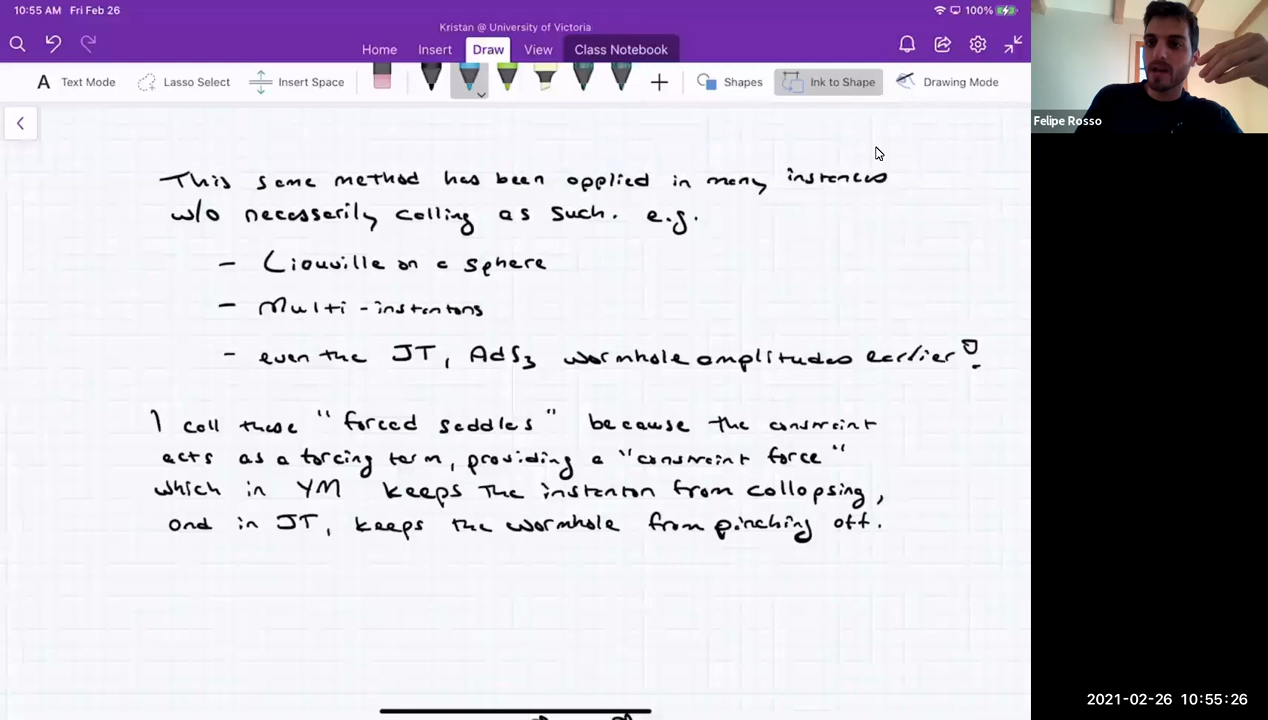 10:55 AM Fri Feb 26
100%
Kristan @ University of Victoria
Home Insert Draw View Class Notebook
Text Mode Lasso Select Insert Space Shapes Ink to Shape Drawing Mode
Felipe Rosso
This same method has been applied in many instances
w/o necessarily calling as such. e.g.
- Liouville on a sphere
- Multi-instantons
- even the JT, AdS3 wormhole amplitudes earlier!
I call these "forced saddles" because the constraint
acts as a forcing term, providing a "constraint force"
which in YM keeps the instanton from collapsing,
and in JT, keeps the wormhole from pinching off.
2021-02-26 10:55:26